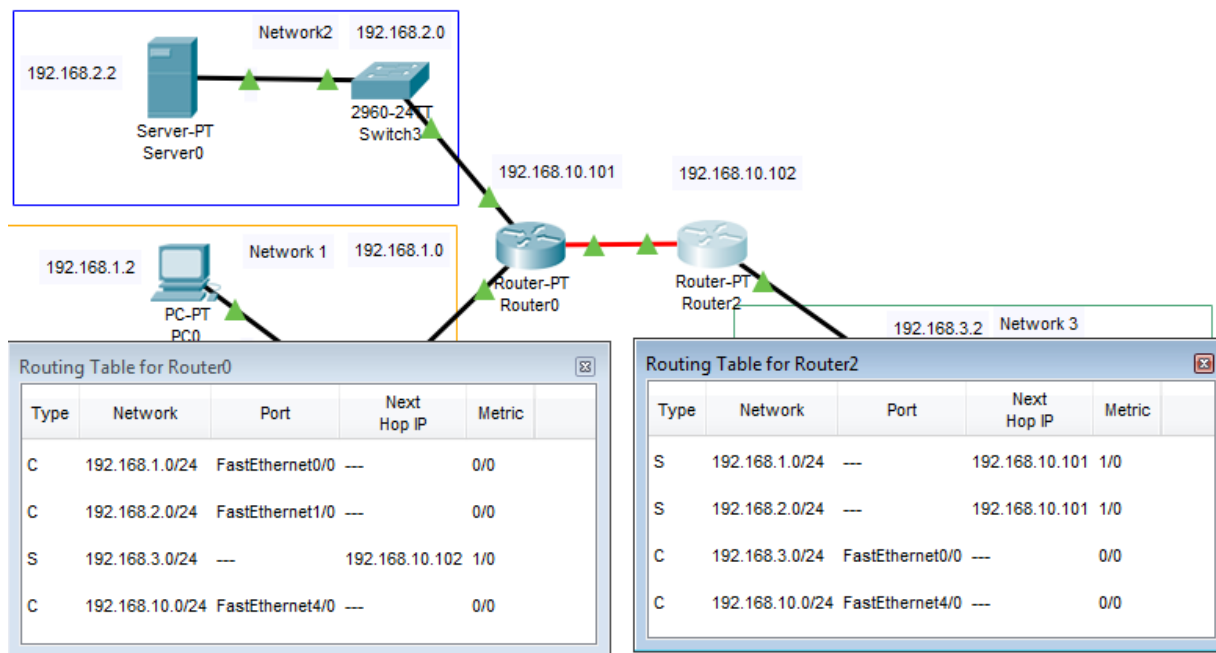 Network2 192.168.2.0
192.168.2.2
2960-24TT
Switch3
Server-PT
Server0
192.168.10.101 192.168.10.102
Network 1 192.168.1.0
192.168.1.2
Router-PT
Router0
Router-PT
Router2
PC-PT
PC0
192.168.3.2 Network 3
Routing Table for Router0
Type Network Port Next Hop IP Metric
C 192.168.1.0/24 FastEthernet0/0 --- 0/0
C 192.168.2.0/24 FastEthernet1/0 --- 0/0
S 192.168.3.0/24 --- 192.168.10.102 1/0
C 192.168.10.0/24 FastEthernet4/0 --- 0/0
Routing Table for Router2
Type Network Port Next Hop IP Metric
S 192.168.1.0/24 --- 192.168.10.101 1/0
S 192.168.2.0/24 --- 192.168.10.101 1/0
C 192.168.3.0/24 FastEthernet0/0 --- 0/0
C 192.168.10.0/24 FastEthernet4/0 --- 0/0